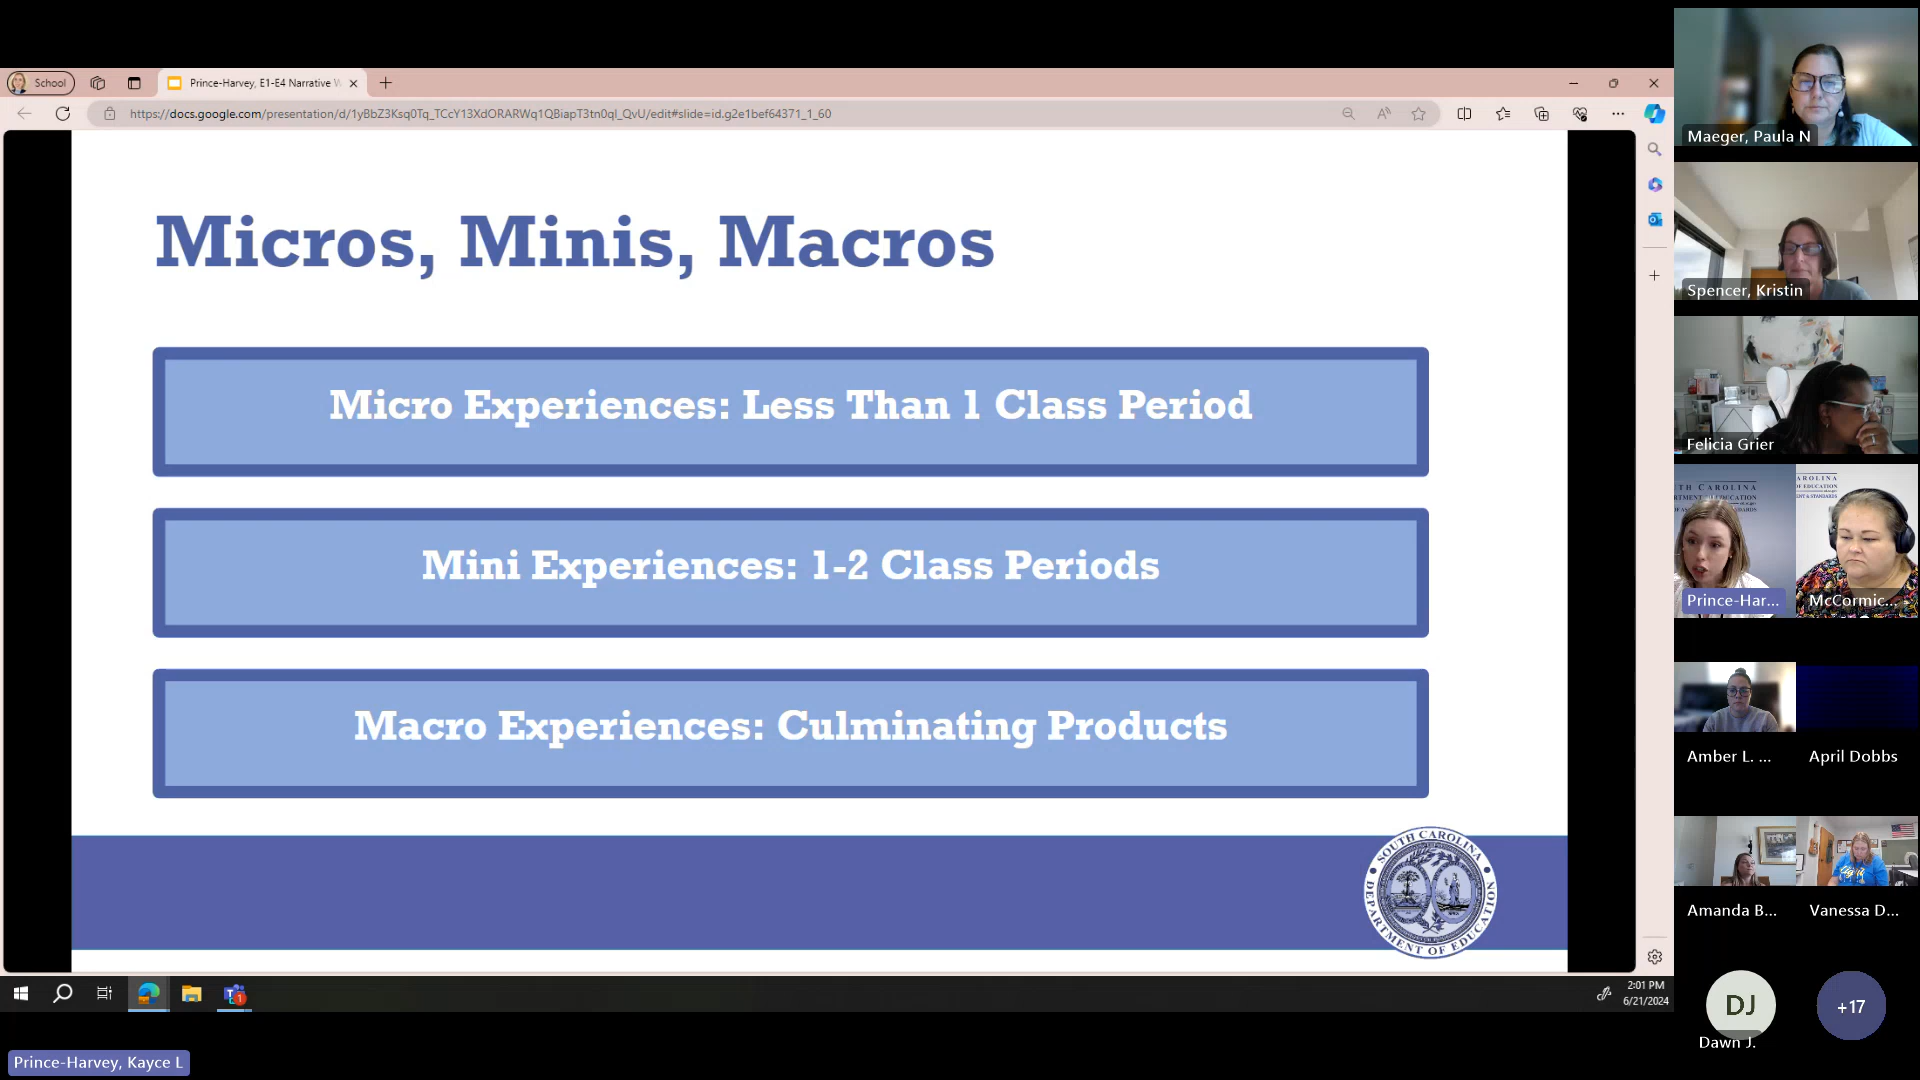 School
Prince-Harvey, E1-E4 Narrative W
https://docs.google.com/presentation/d/1yBbZ3Ksq0Tq_TCcY13XdORARWq1QBiapT3tn0ql_QvU/edit#slide=id.g2e1bef64371_1_60
Micros, Minis, Macros
Micro Experiences: Less Than 1 Class Period
Mini Experiences: 1-2 Class Periods
Macro Experiences: Culminating Products
SOUTH CAROLINA
DEPARTMENT OF EDUCATION
2:01 PM
6/21/2024
Prince-Harvey, Kayce L
Maeger, Paula N
Spencer, Kristin
Felicia Grier
Prince-Har...
McCormic...
Amber L. ...
April Dobbs
Amanda B...
Vanessa D...
DJ
Dawn J.
+17